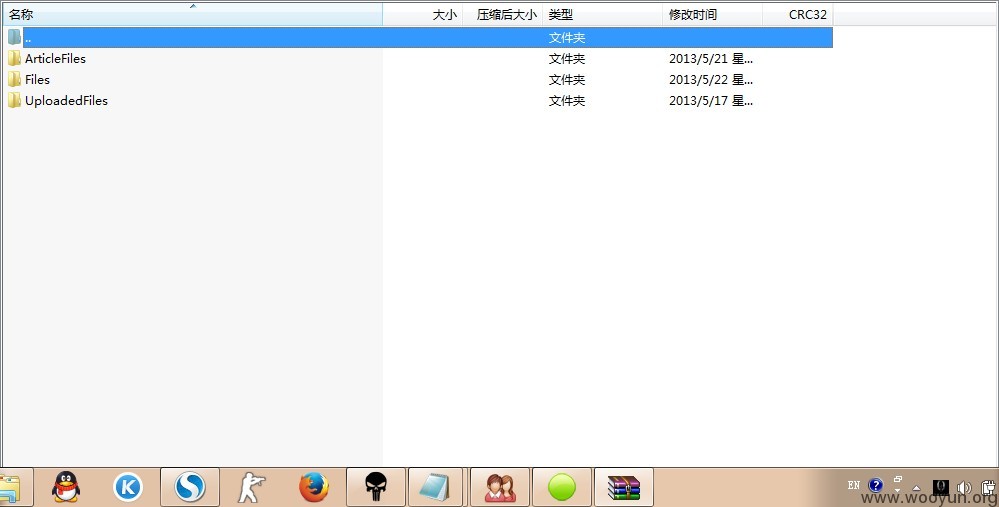 名称 大小 压缩后大小 类型 修改时间 CRC32
.. 文件夹
ArticleFiles 文件夹 2013/5/21 星...
Files 文件夹 2013/5/22 星...
UploadedFiles 文件夹 2013/5/17 星...
EN
www.wooyun.org